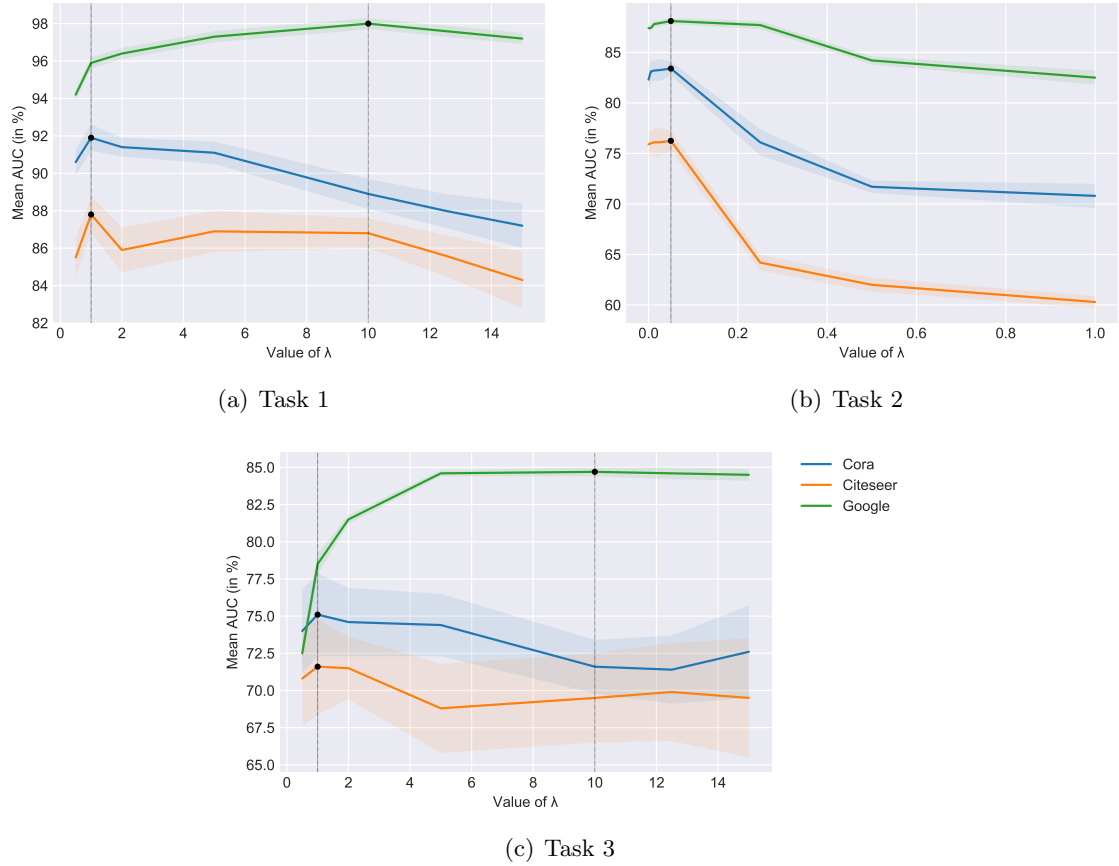 98
96
94
92
90
88
86
84
82
Mean AUC (in %)
0 2 4 6 8 10 12 14
Value of λ
(a) Task 1
85
80
75
70
65
60
Mean AUC (in %)
0.0 0.2 0.4 0.6 0.8 1.0
Value of λ
(b) Task 2
85.0
82.5
80.0
77.5
75.0
72.5
70.0
67.5
65.0
Mean AUC (in %)
0 2 4 6 8 10 12 14
Value of λ
Cora
Citeseer
Google
(c) Task 3